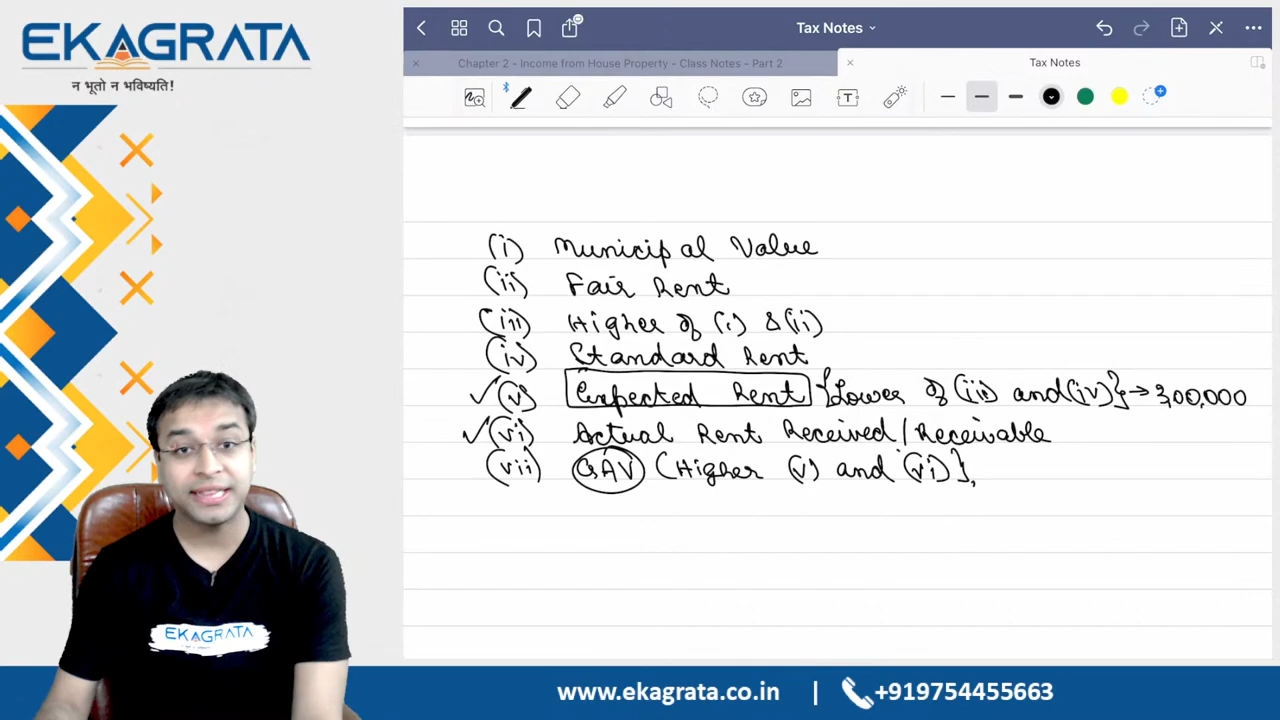 EKAGRATA
न भूतो न भविष्यति!
Tax Notes
Chapter 2 - Income from House Property - Class Notes - Part 2
Tax Notes
(i) Municipal Value
(ii) Fair Rent
(iii) Higher of (i) & (ii)
(iv) Standard Rent
(v) Expected Rent {Lower of (iii) and (iv)} → 3,00,000
(vi) Actual Rent Received/Receivable
(vii) GAV (Higher (v) and (vi)}
EKAGRATA
www.ekagrata.co.in | +919754455663